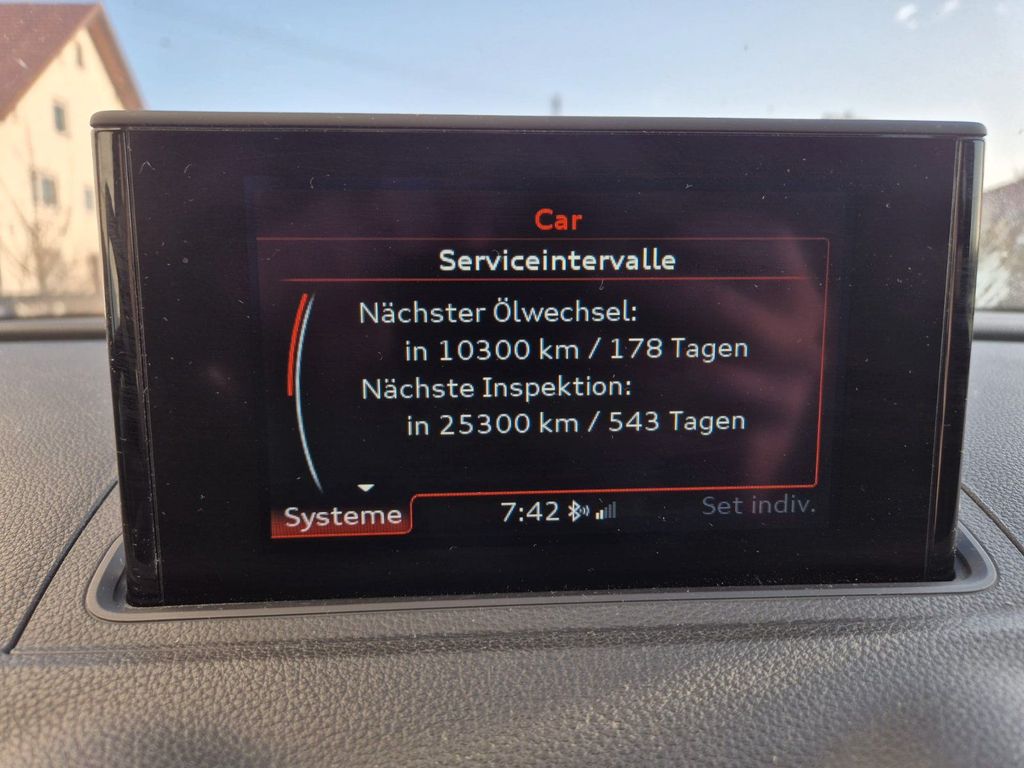 Car
Serviceintervalle
Nächster Ölwechsel:
in 10300 km / 178 Tagen
Nächste Inspektion:
in 25300 km / 543 Tagen
Systeme 7:42 Set indiv.